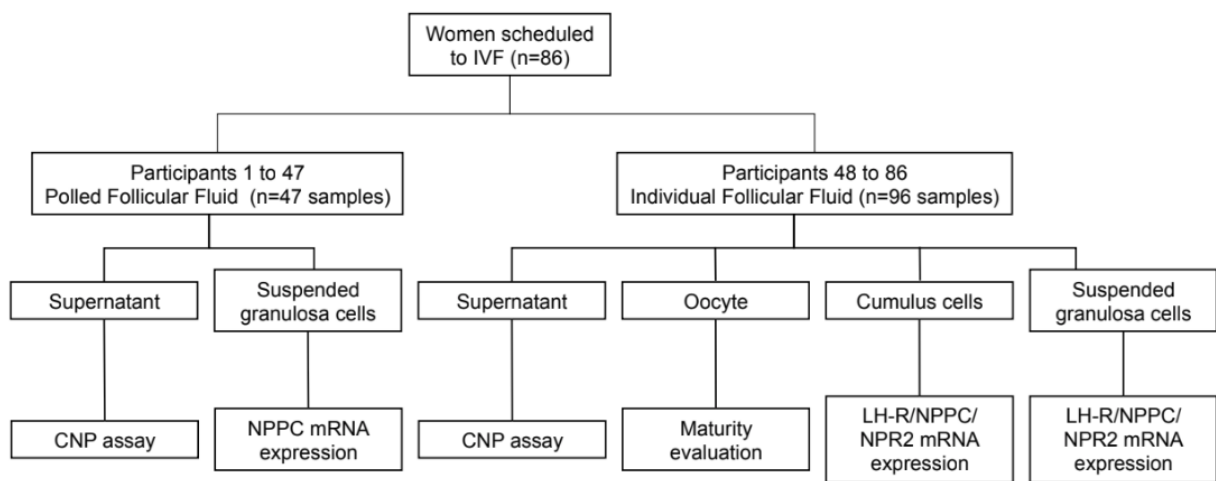 Women scheduled
to IVF (n=86)
Participants 1 to 47
Polled Follicular Fluid (n=47 samples)
Participants 48 to 86
Individual Follicular Fluid (n=96 samples)
Supernatant
Suspended
granulosa cells
Supernatant
Oocyte
Cumulus cells
Suspended
granulosa cells
CNP assay
NPPC mRNA
expression
CNP assay
Maturity
evaluation
LH-R/NPPC/
NPR2 mRNA
expression
LH-R/NPPC/
NPR2 mRNA
expression